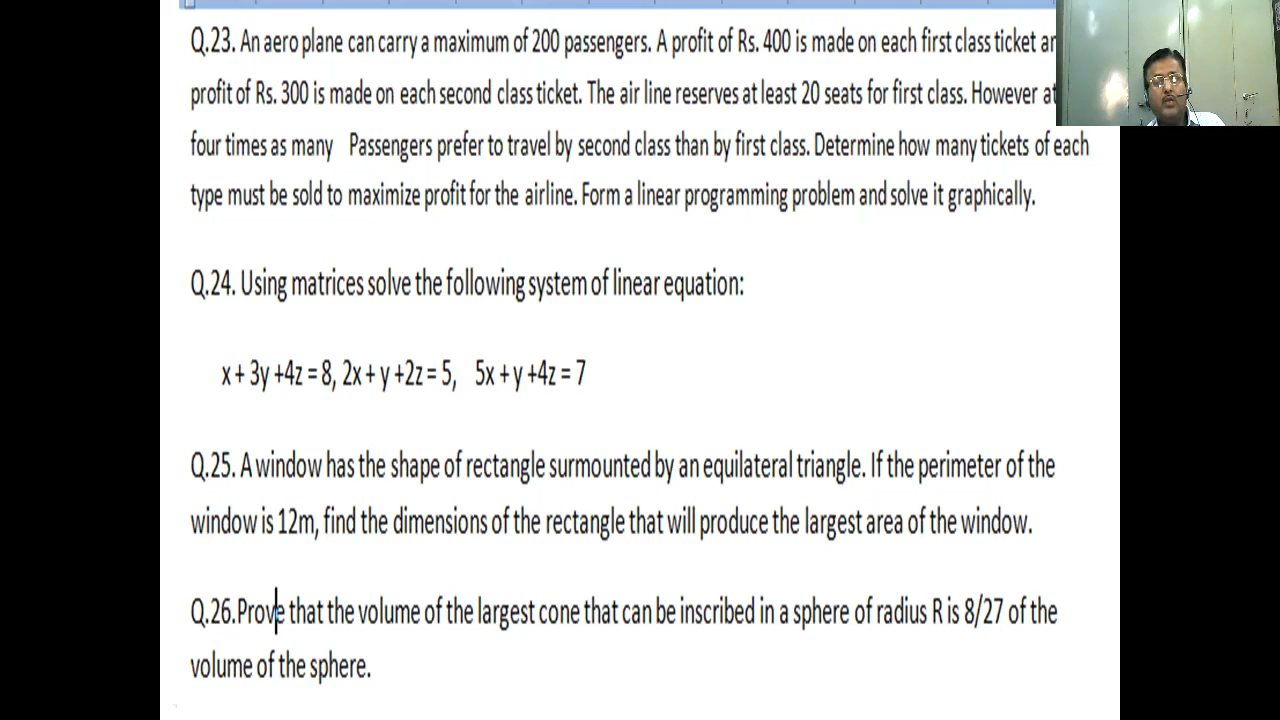 Q.23. An aero plane can carry a maximum of 200 passengers. A profit of Rs. 400 is made on each first class ticket
profit of Rs. 300 is made on each second class ticket. The air line reserves at least 20 seats for first class. However at
four times as many Passengers prefer to travel by second class than by first class. Determine how many tickets of each
type must be sold to maximize profit for the airline. Form a linear programming problem and solve it graphically.
Q.24. Using matrices solve the following system of linear equation:
x + 3y +4z = 8, 2x + y +2z = 5, 5x + y +4z = 7
Q.25. A window has the shape of rectangle surmounted by an equilateral triangle. If the perimeter of the
window is 12m, find the dimensions of the rectangle that will produce the largest area of the window.
Q.26.Prove that the volume of the largest cone that can be inscribed in a sphere of radius R is 8/27 of the
volume of the sphere.